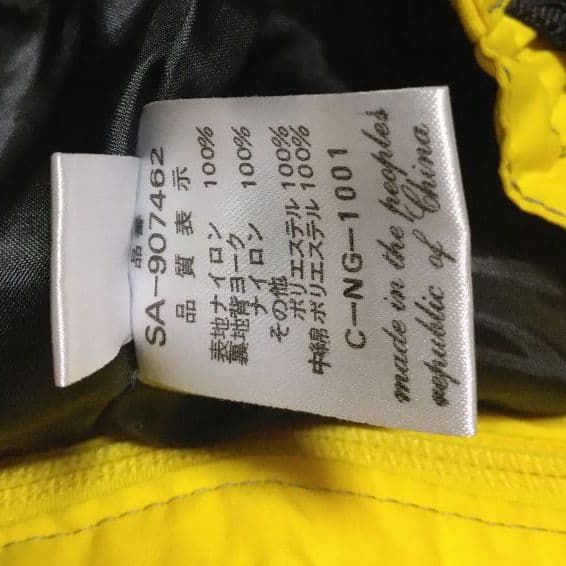 品番
SA-907462
品質表示
表地ナイロン 100%
裏地背ヨーク
ナイロン 100%
その他
ポリエステル 100%
中綿ポリエステル 100%
C-NG-1001
made in the peoples
republic of China